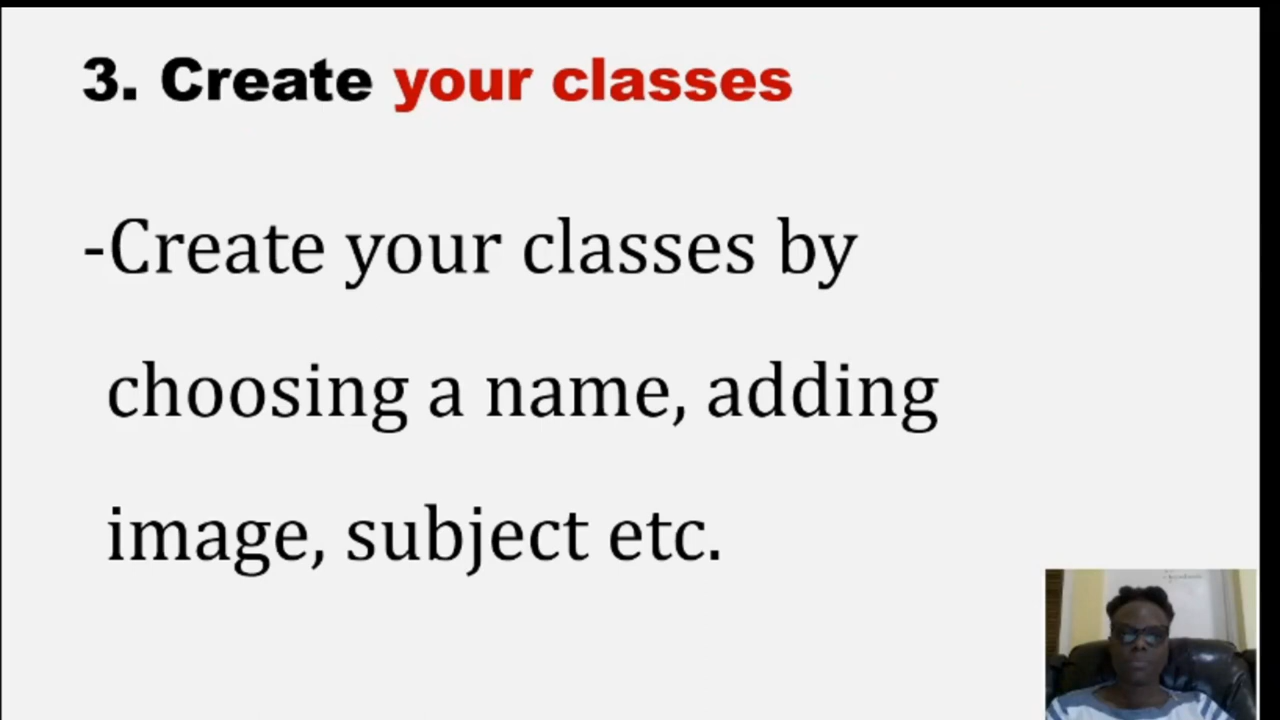 3. Create your classes
-Create your classes by
choosing a name, adding
image, subject etc.